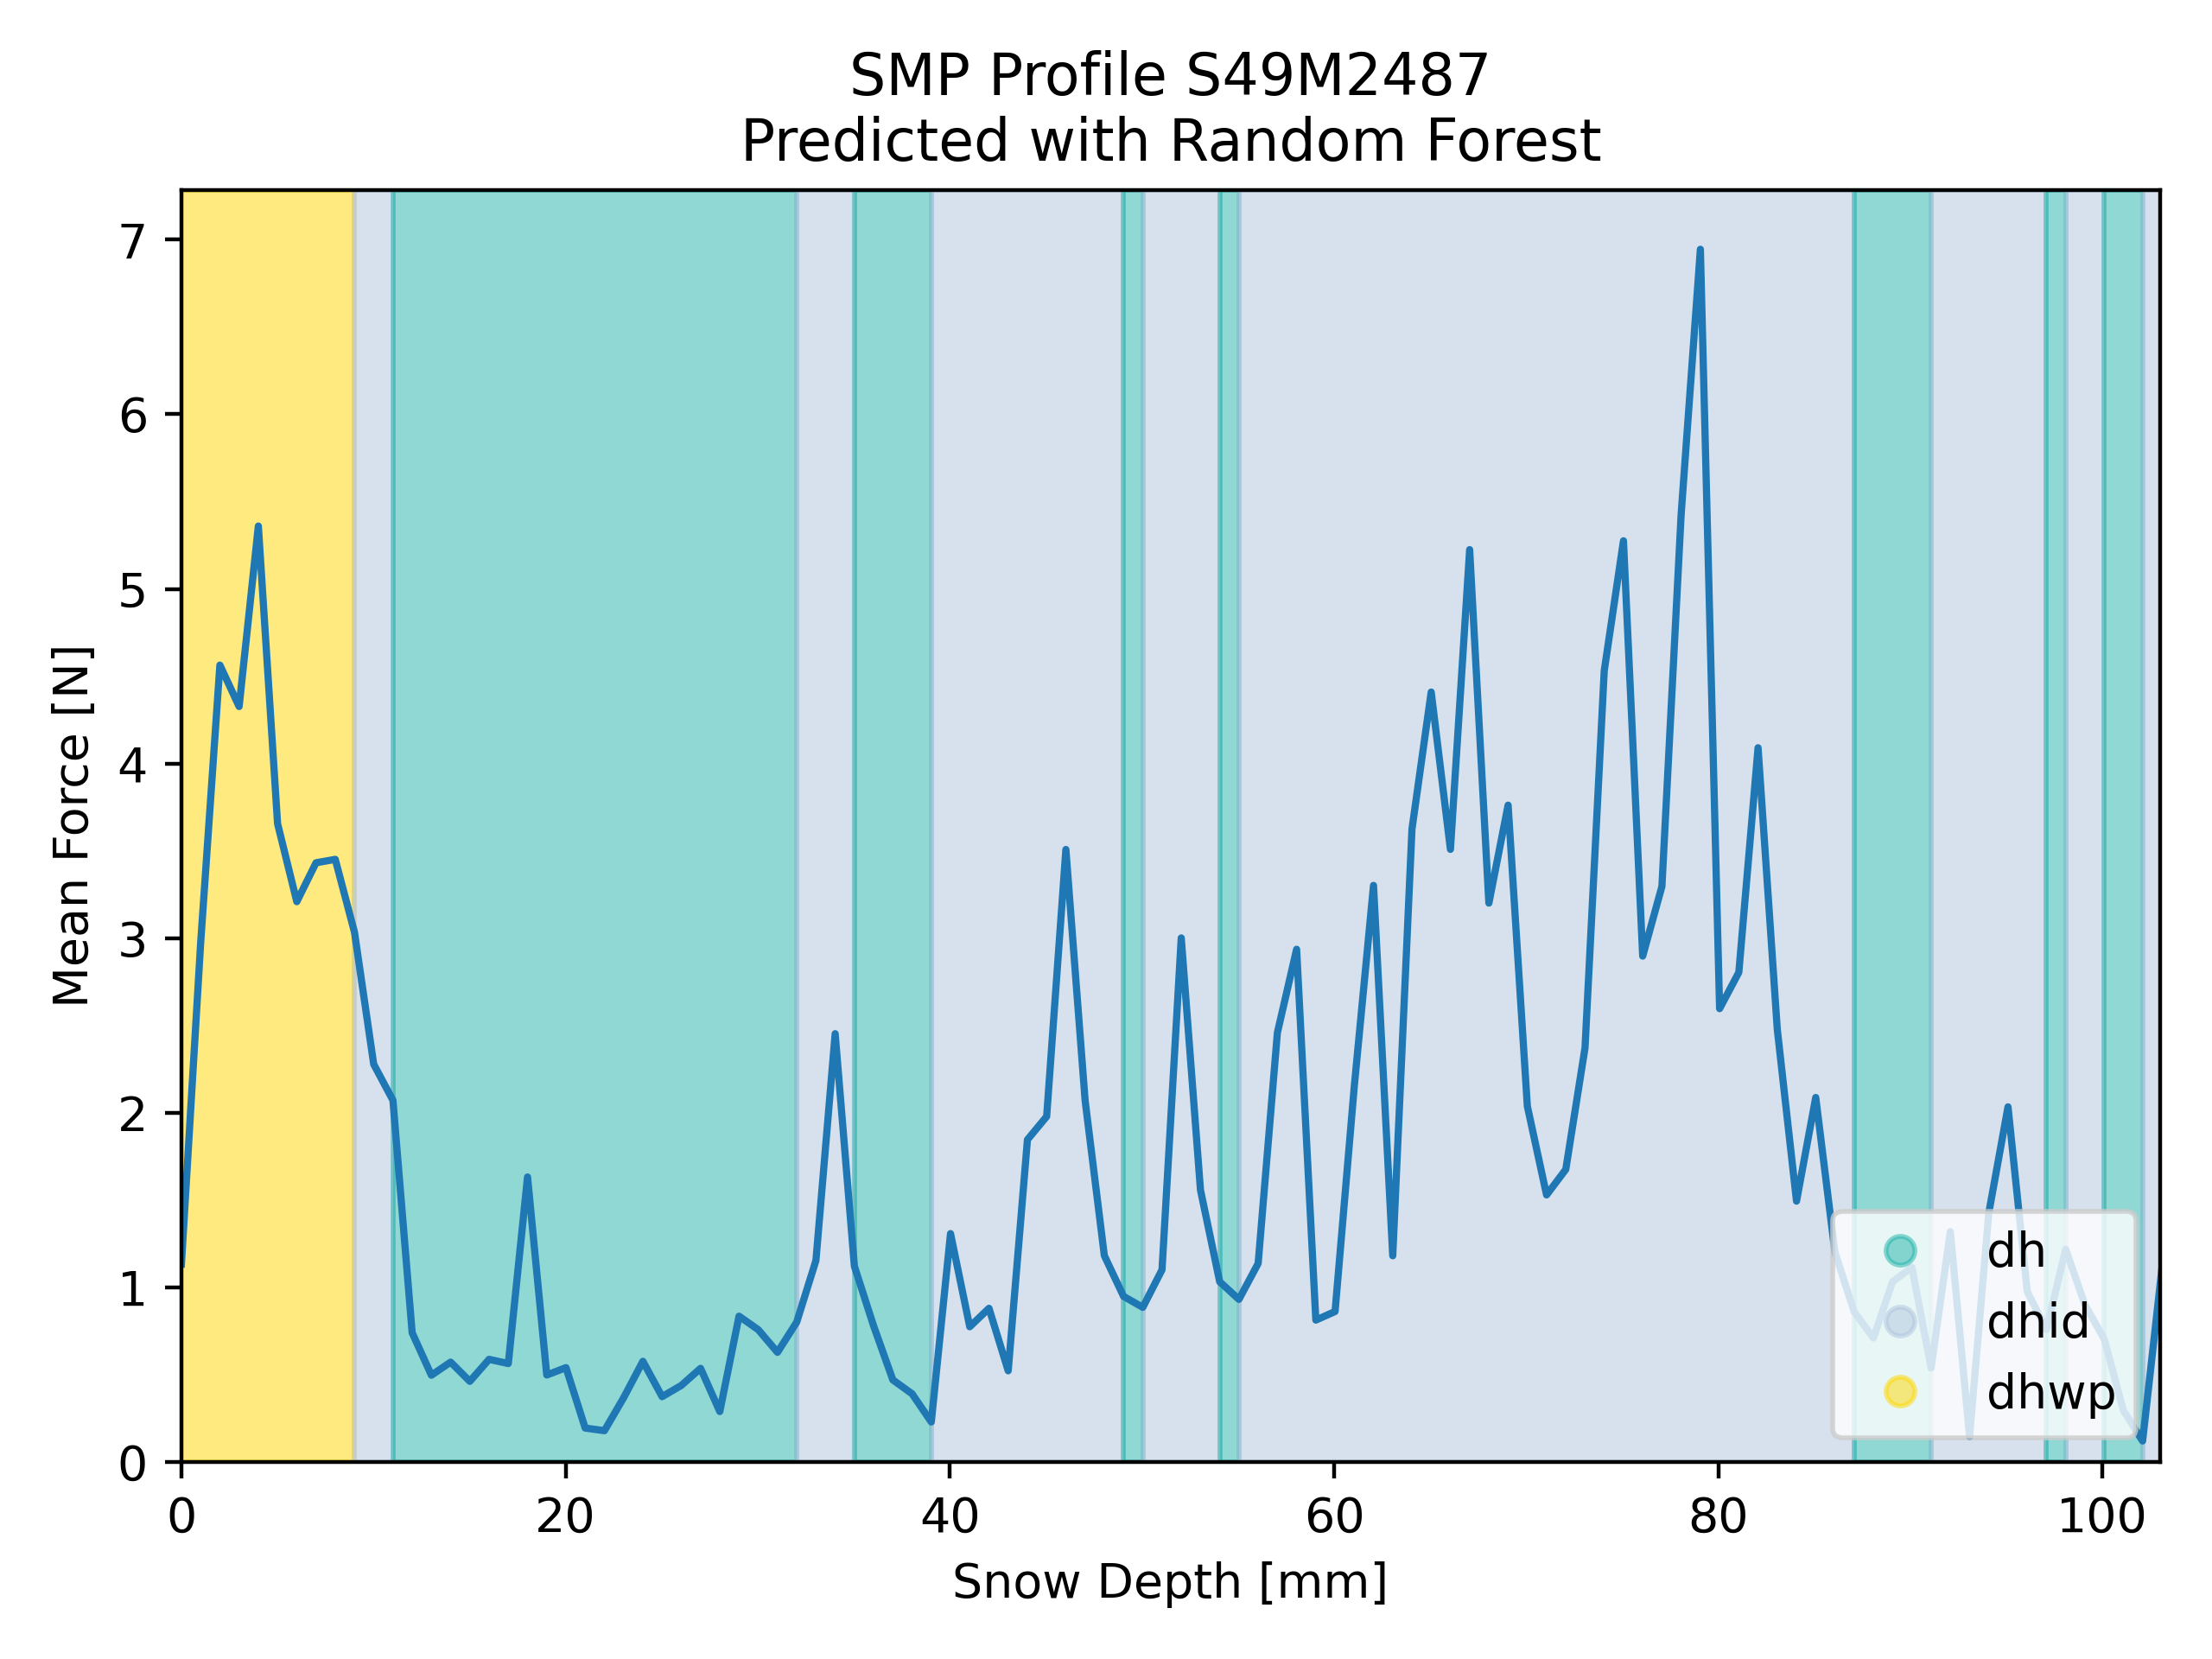 SMP Profile S49M2487
Predicted with Random Forest
Mean Force [N]
7
6
5
4
3
2
1
0
dh
dhid
dhwp
0 20 40 60 80 100
Snow Depth [mm]